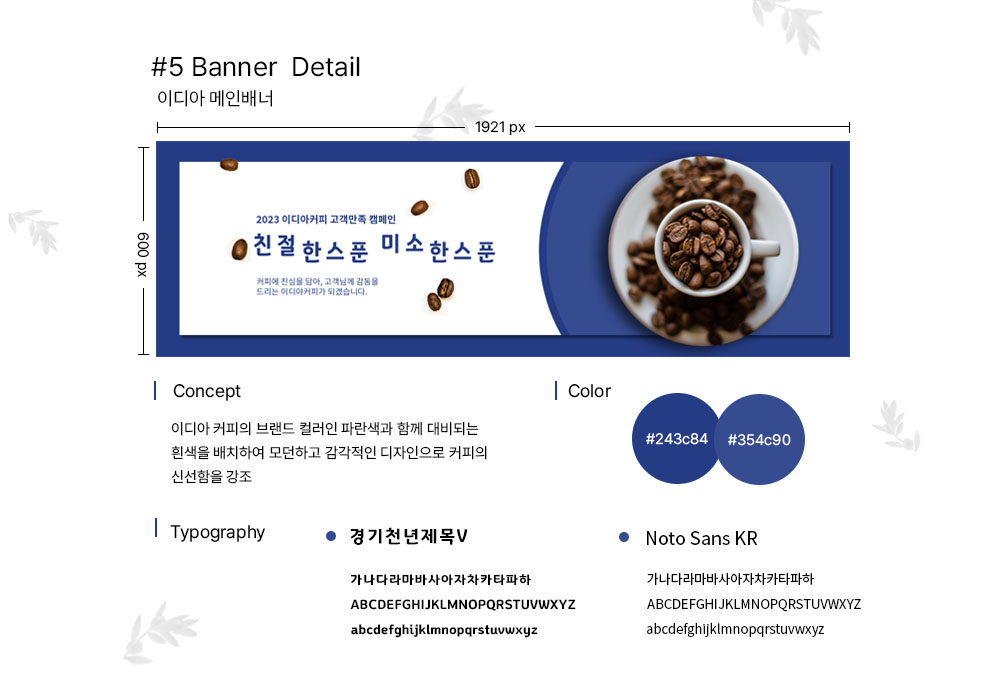 #5 Banner Detail
이디아 메인배너
1921 px
600 px
2023 이디아커피 고객만족 캠페인
친절한스푼 미소한스푼
커피에 진심을 담아, 고객님께 감동을
드리는 이디아커피가 되겠습니다.
Concept
이디아 커피의 브랜드 컬러인 파란색과 함께 대비되는
흰색을 배치하여 모던하고 감각적인 디자인으로 커피의
신선함을 강조
Color
#243c84
#354c90
Typography
경기천년제목V
가나다라마바사아자차카타파하
ABCDEFGHIJKLMNOPQRSTUVWXYZ
abcdefghijklmnopqrstuvwxyz
Noto Sans KR
가나다라마바사아자차카타파하
ABCDEFGHIJKLMNOPQRSTUVWXYZ
abcdefghijklmnopqrstuvwxyz